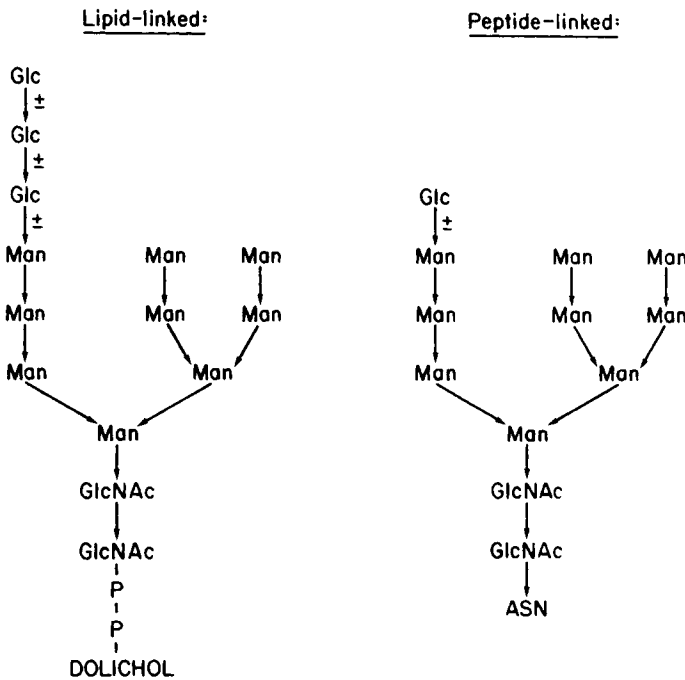 Lipid-linked:
Glc
±
Glc
±
Glc
±
Man Man Man
Man Man Man
Man Man
Man
GlcNAc
GlcNAc
P
P
DOLICHOL
Peptide-linked:
Glc
±
Man Man Man
Man Man Man
Man Man
Man
GlcNAc
GlcNAc
ASN